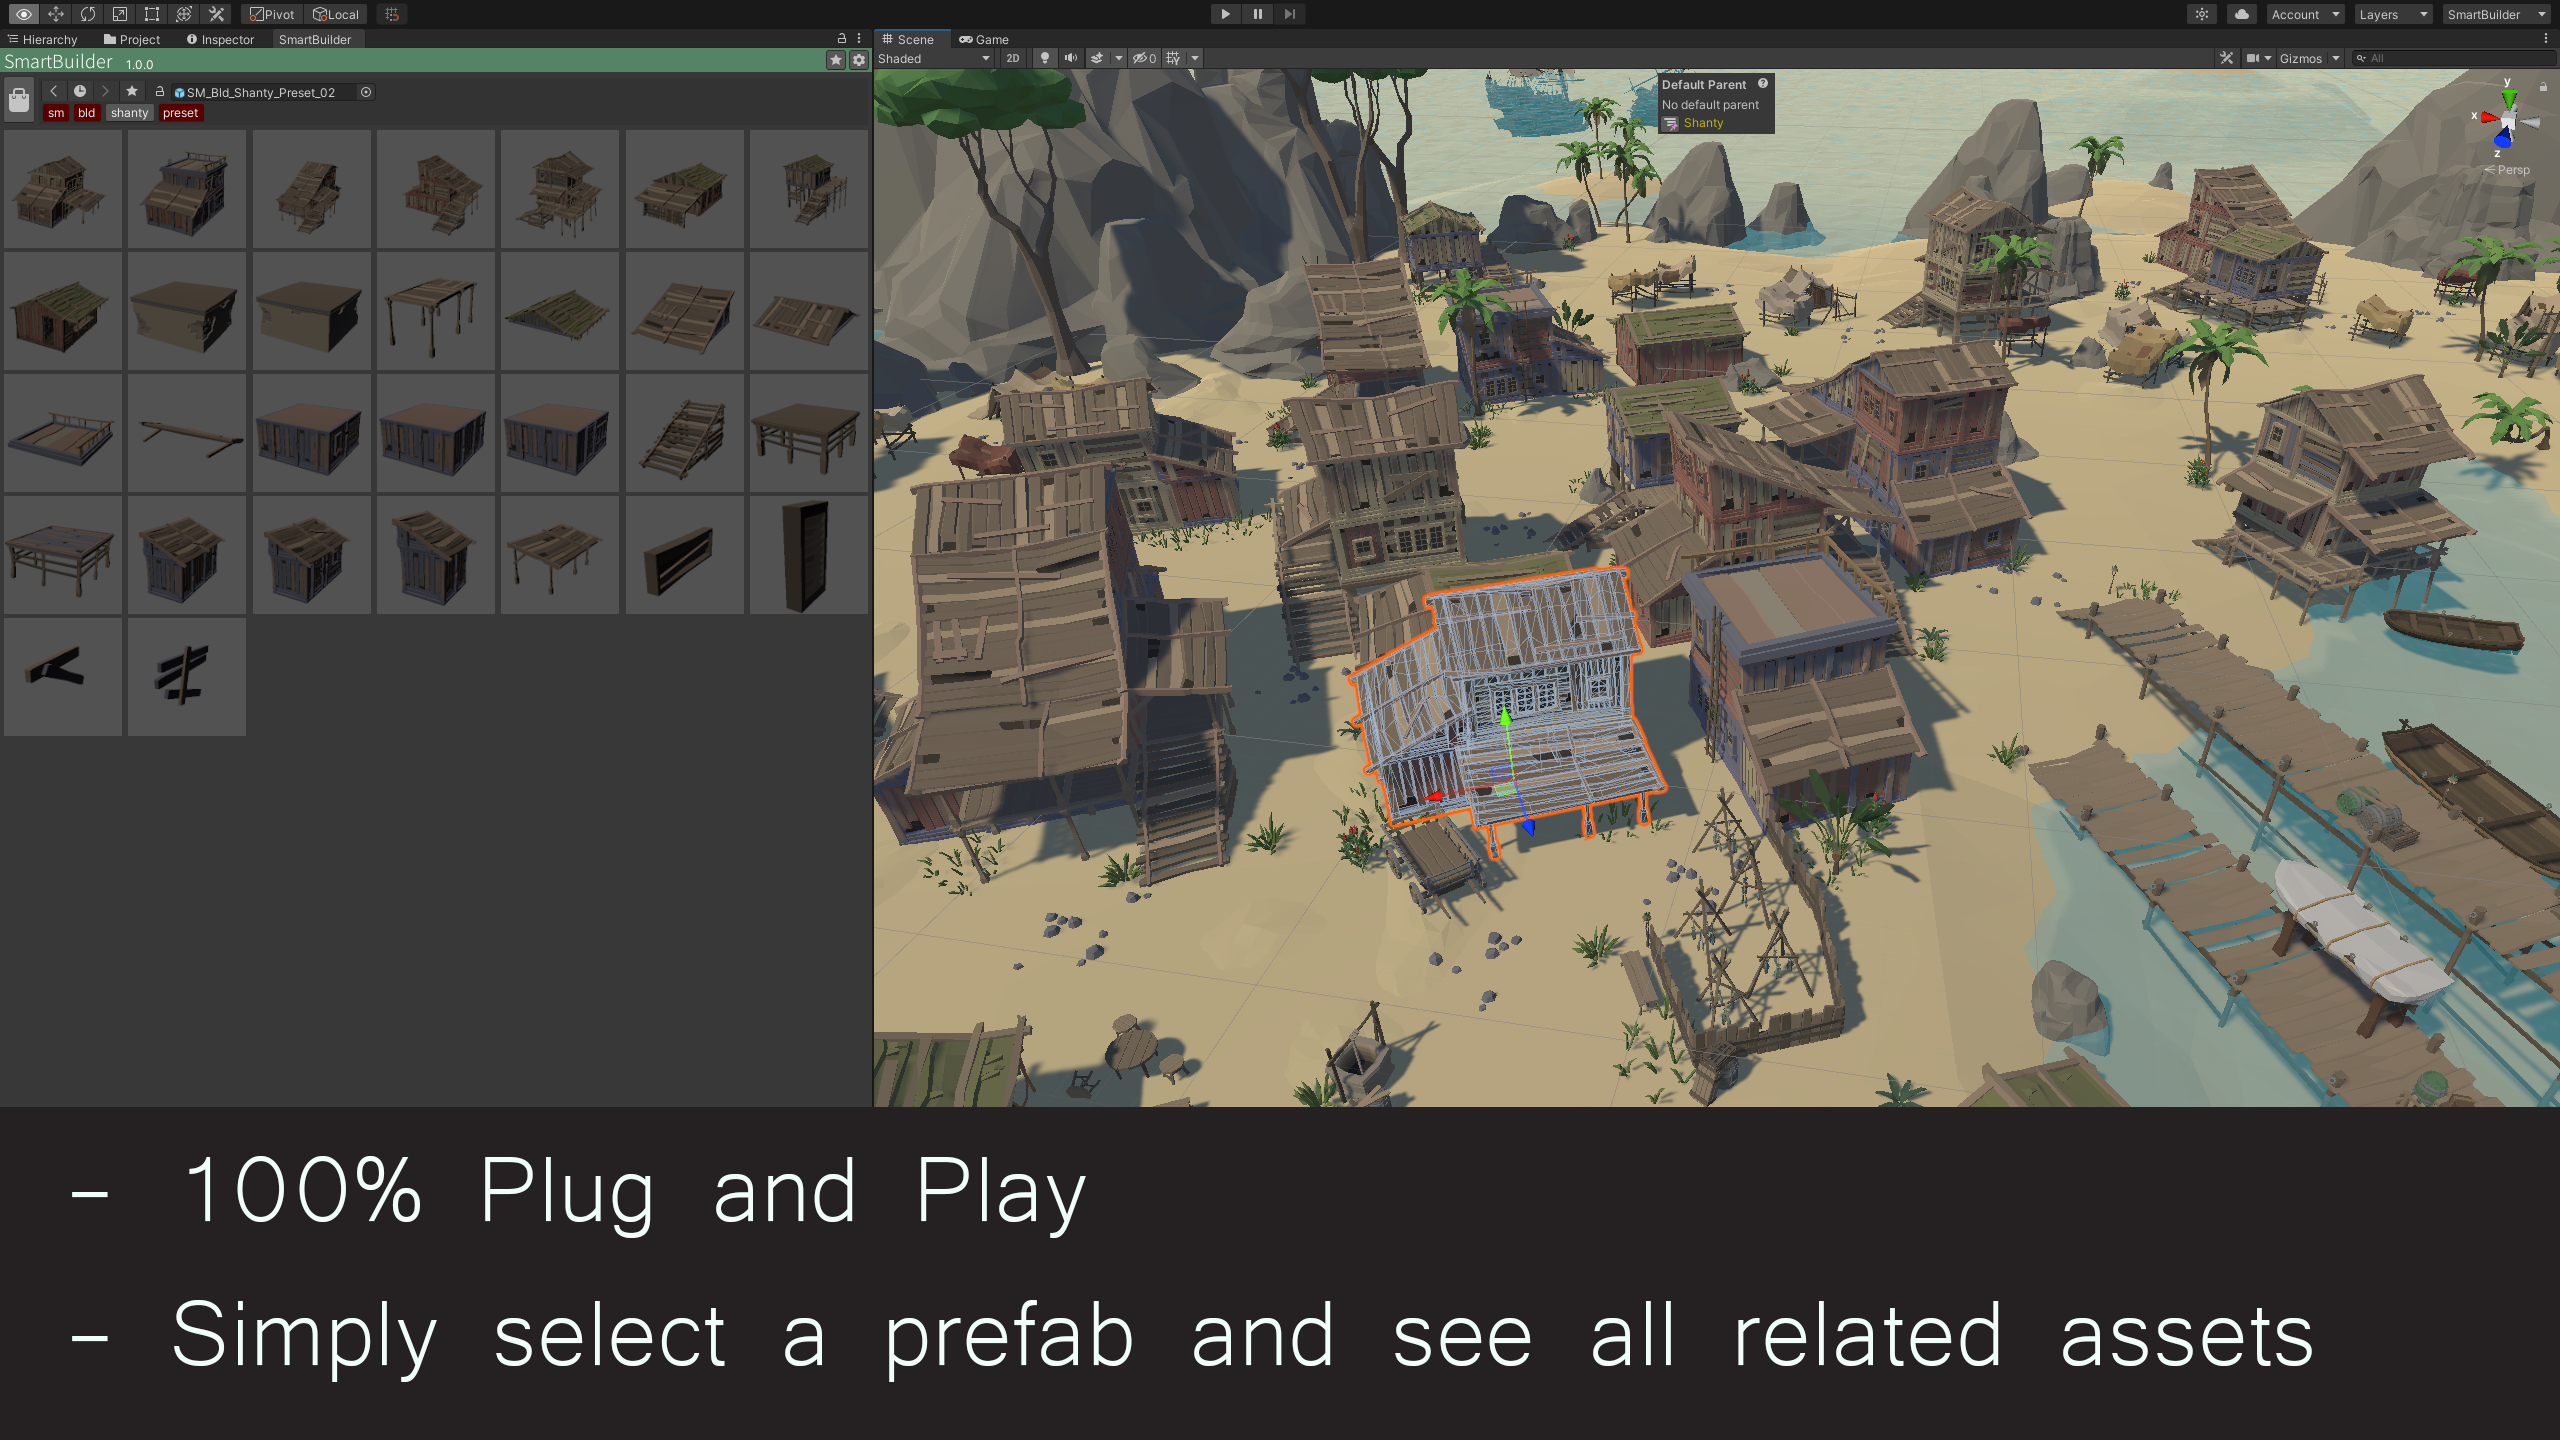 Pivot Local Account Layers SmartBuilder
Hierarchy Project Inspector SmartBuilder Scene Game
SmartBuilder 1.0.0
Shaded 2D 0 Gizmos All
SM_Bld_Shanty_Preset_02
sm bld shanty preset
Default Parent
No default parent
Shanty
y
x
z
Persp
- 100% Plug and Play
- Simply select a prefab and see all related assets